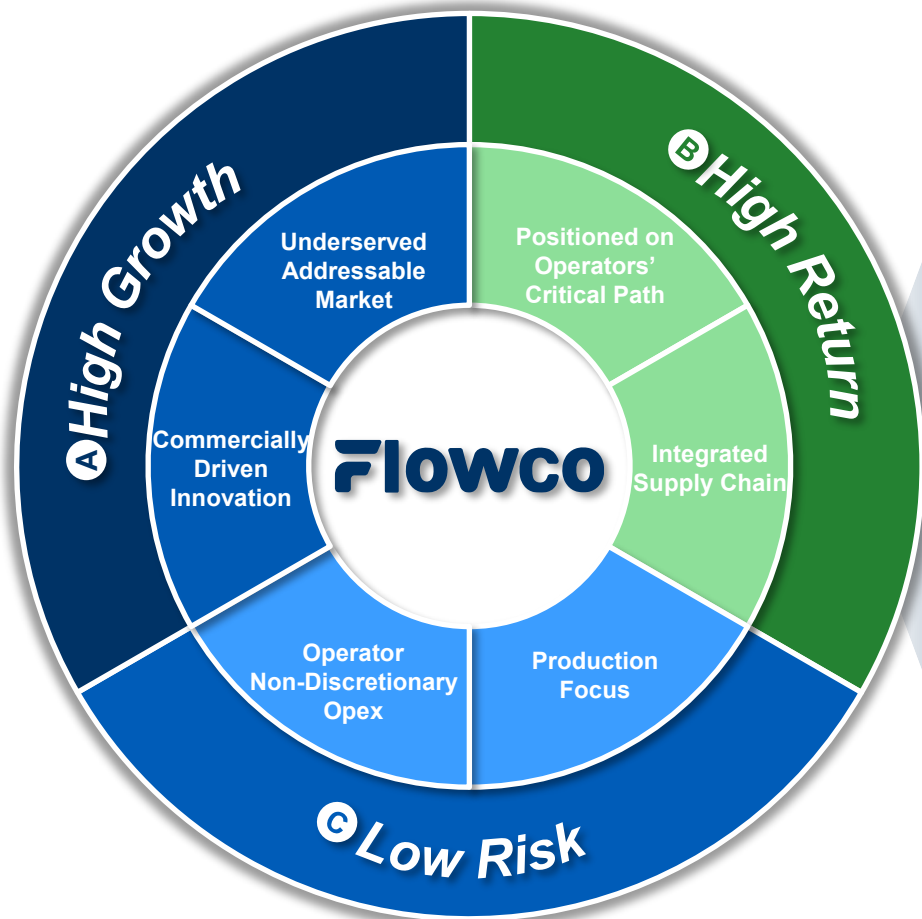 A High Growth
Underserved
Addressable
Market
Commercially
Driven
Innovation
B High Return
Positioned on
Operators’
Critical Path
Integrated
Supply Chain
Flowco
Operator
Non-Discretionary
Opex
Production
Focus
C Low Risk